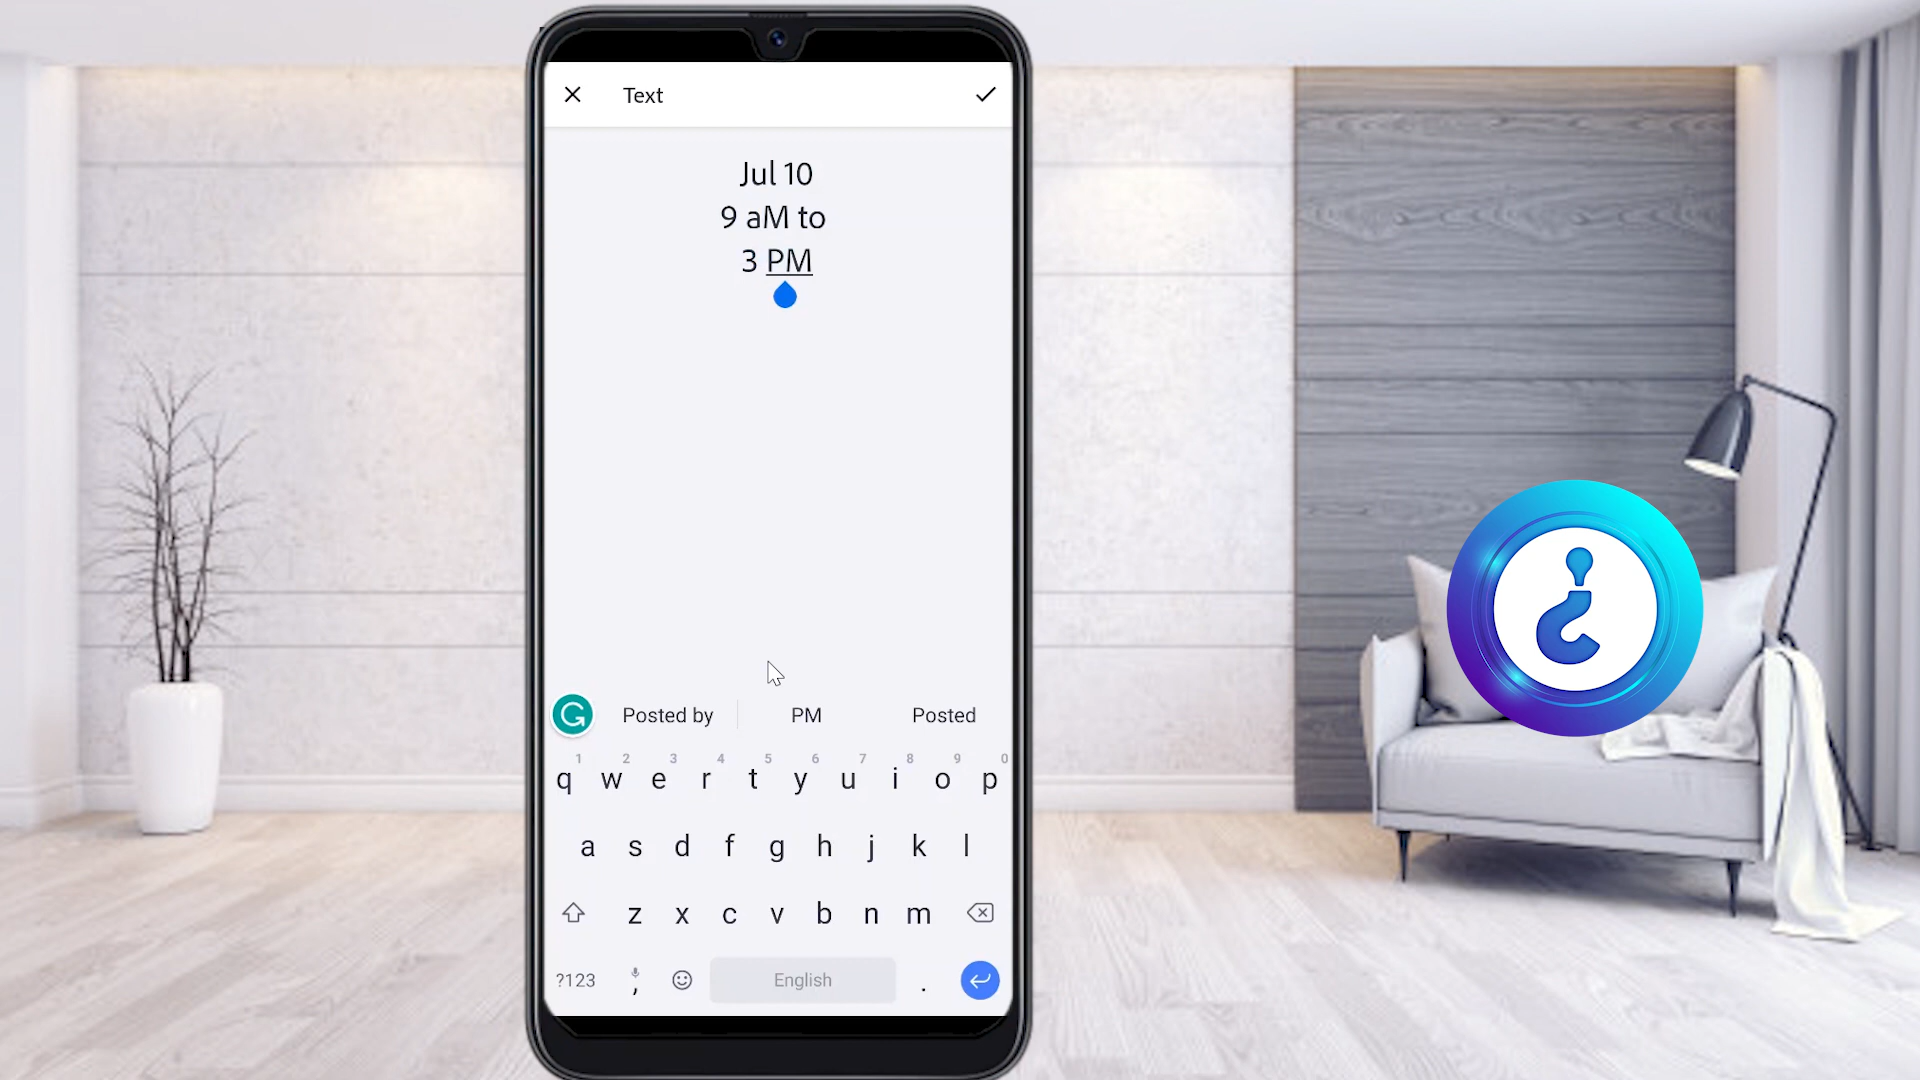 Text
Jul 10
9 aM to
3 PM
Posted by PM Posted
1 2 3 4 5 6 7 8 9 0
q w e r t y u i o p
a s d f g h j k l
z x c v b n m
?123 , English .